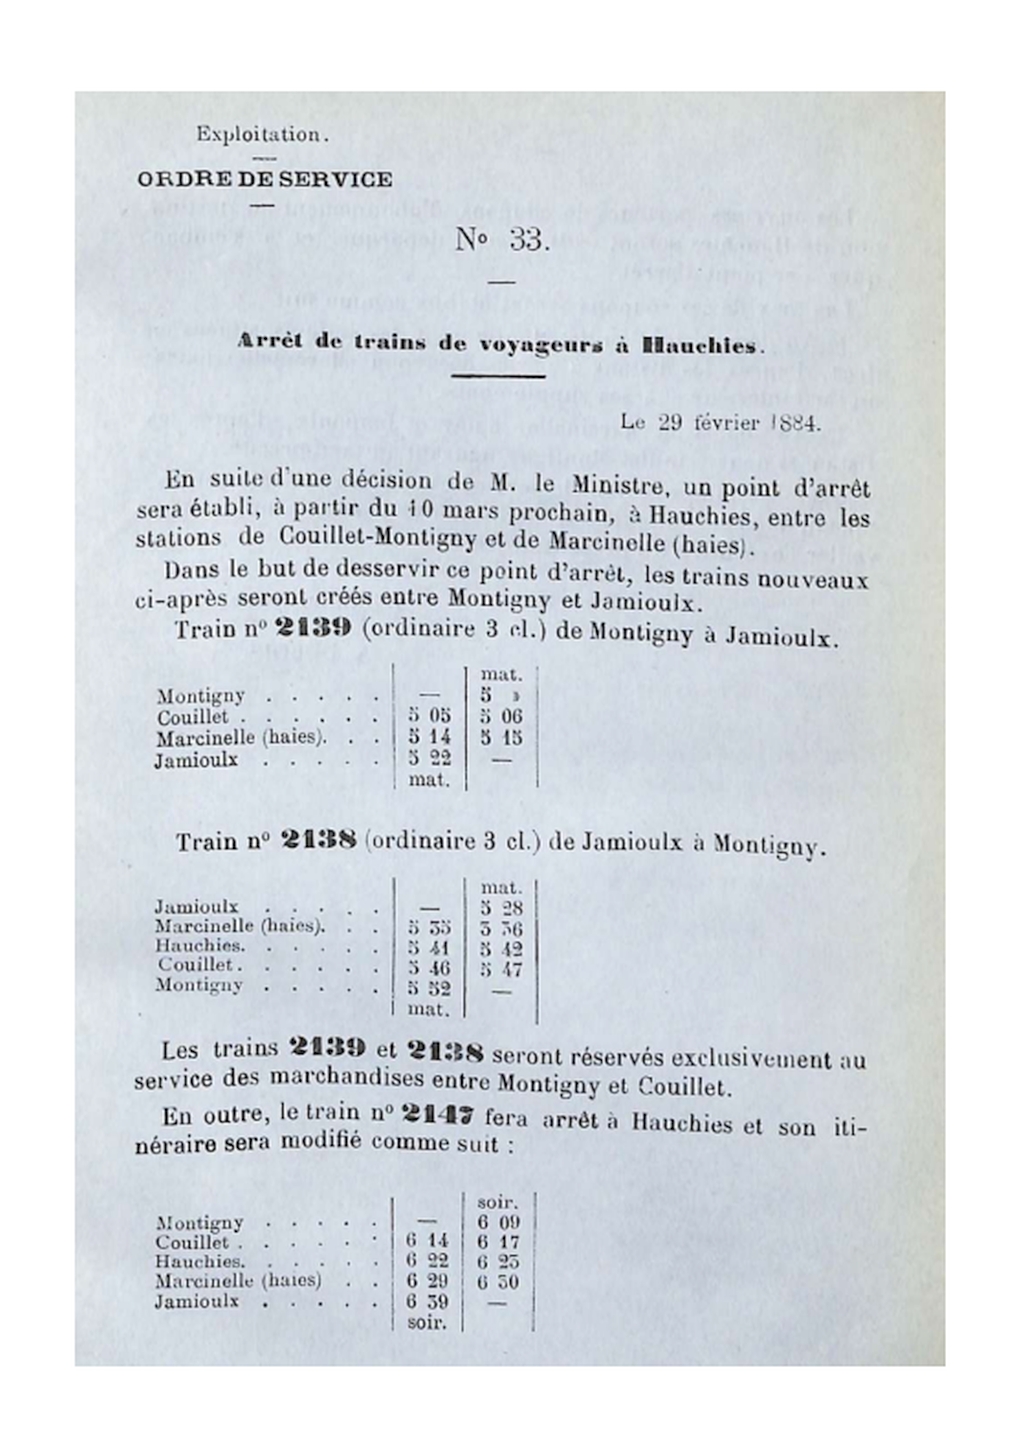 Exploitation.
ORDRE DE SERVICE
No 33.
Arrêt de trains de voyageurs à Hauchies.
Le 29 février 1884.
En suite d'une décision de M. le Ministre, un point d'arrêt
sera établi, à partir du 10 mars prochain, à Hauchies, entre les
stations de Couillet-Montigny et de Marcinelle (haies).
Dans le but de desservir ce point d'arrêt, les trains nouveaux
ci-après seront créés entre Montigny et Jamioulx.
Train no 2139 (ordinaire 3 cl.) de Montigny à Jamioulx.
mat.
Montigny . . . . . — 5 »
Couillet . . . . . . 5 05 5 06
Marcinelle (haies). . . 5 14 5 15
Jamioulx . . . . . 5 22 —
mat.
Train no 2138 (ordinaire 3 cl.) de Jamioulx à Montigny.
mat.
Jamioulx . . . . . — 5 28
Marcinelle (haies). . . 5 35 5 36
Hauchies. . . . . . 5 41 5 42
Couillet . . . . . . 5 46 5 47
Montigny . . . . . 5 52 —
mat.
Les trains 2139 et 2138 seront réservés exclusivement au
service des marchandises entre Montigny et Couillet.
En outre, le train no 2147 fera arrêt à Hauchies et son iti-
néraire sera modifié comme suit :
soir.
Montigny . . . . . — 6 09
Couillet . . . . . . 6 14 6 17
Hauchies. . . . . . 6 22 6 23
Marcinelle (haies) . . 6 29 6 30
Jamioulx . . . . . 6 39 —
soir.